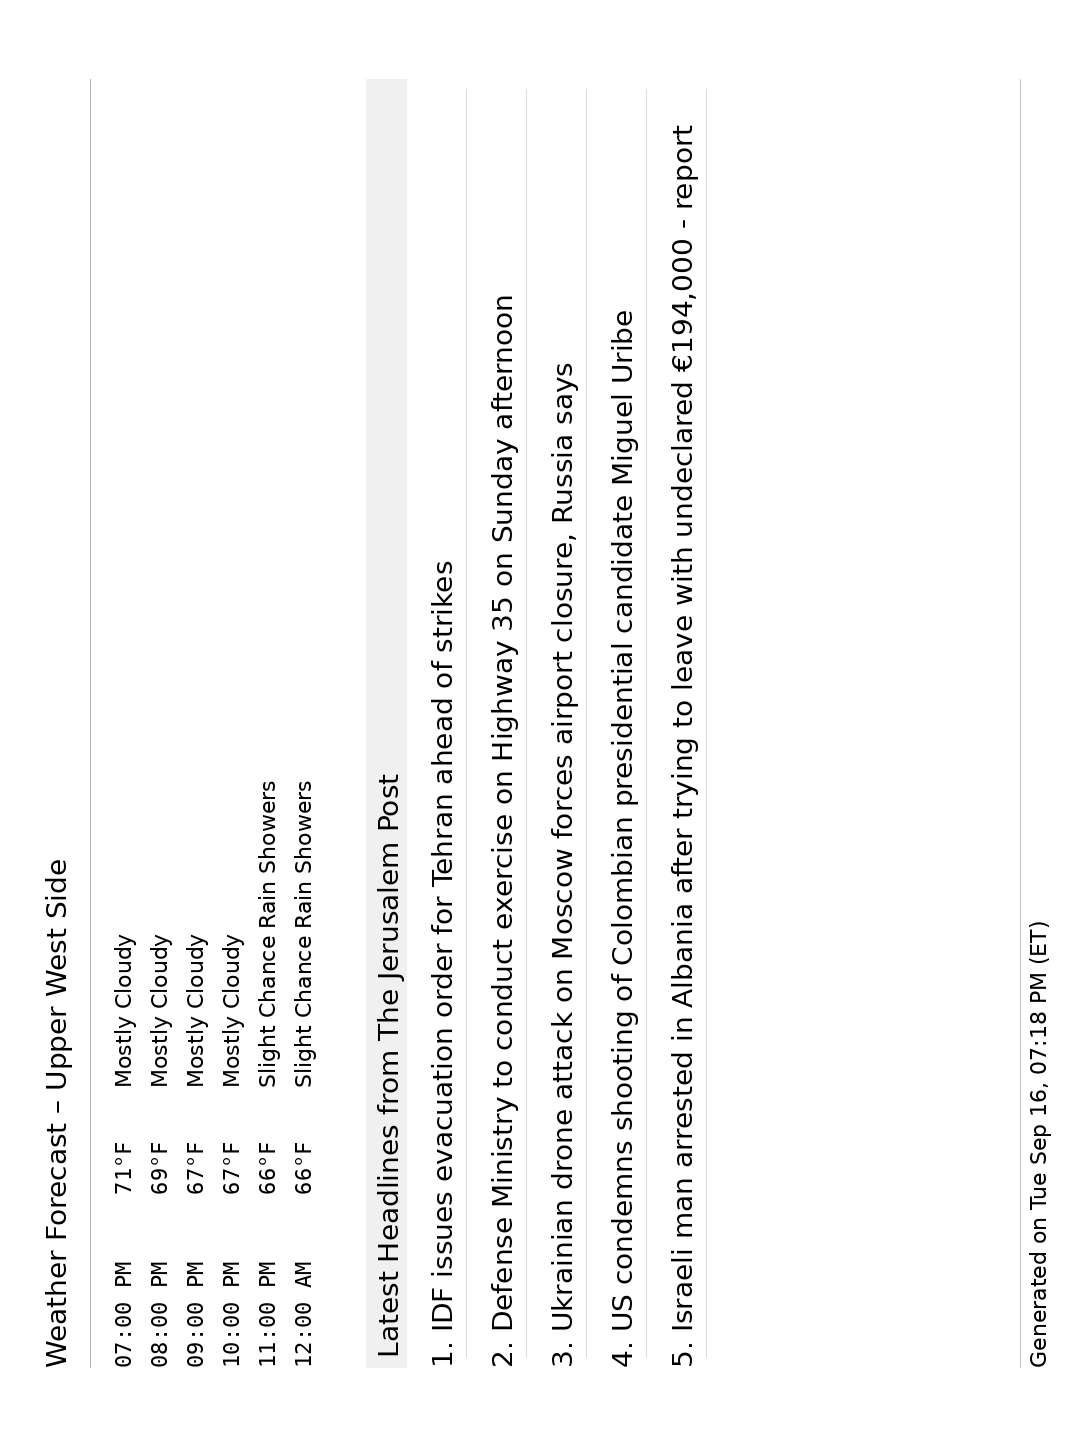 Weather Forecast – Upper West Side
07:00 PM 71°F Mostly Cloudy
08:00 PM 69°F Mostly Cloudy
09:00 PM 67°F Mostly Cloudy
10:00 PM 67°F Mostly Cloudy
11:00 PM 66°F Slight Chance Rain Showers
12:00 AM 66°F Slight Chance Rain Showers
Latest Headlines from The Jerusalem Post
1. IDF issues evacuation order for Tehran ahead of strikes
2. Defense Ministry to conduct exercise on Highway 35 on Sunday afternoon
3. Ukrainian drone attack on Moscow forces airport closure, Russia says
4. US condemns shooting of Colombian presidential candidate Miguel Uribe
5. Israeli man arrested in Albania after trying to leave with undeclared €194,000 - report
Generated on Tue Sep 16, 07:18 PM (ET)